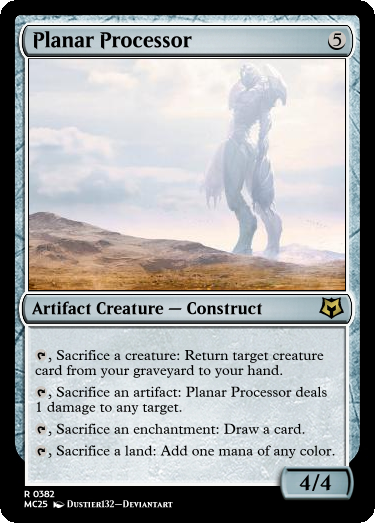 Planar Processor 5
Artifact Creature — Construct
, Sacrifice a creature: Return target creature
card from your graveyard to your hand.
, Sacrifice an artifact: Planar Processor deals
1 damage to any target.
, Sacrifice an enchantment: Draw a card.
, Sacrifice a land: Add one mana of any color.
4/4
R 0382
MC25 Dustier132—Deviantart